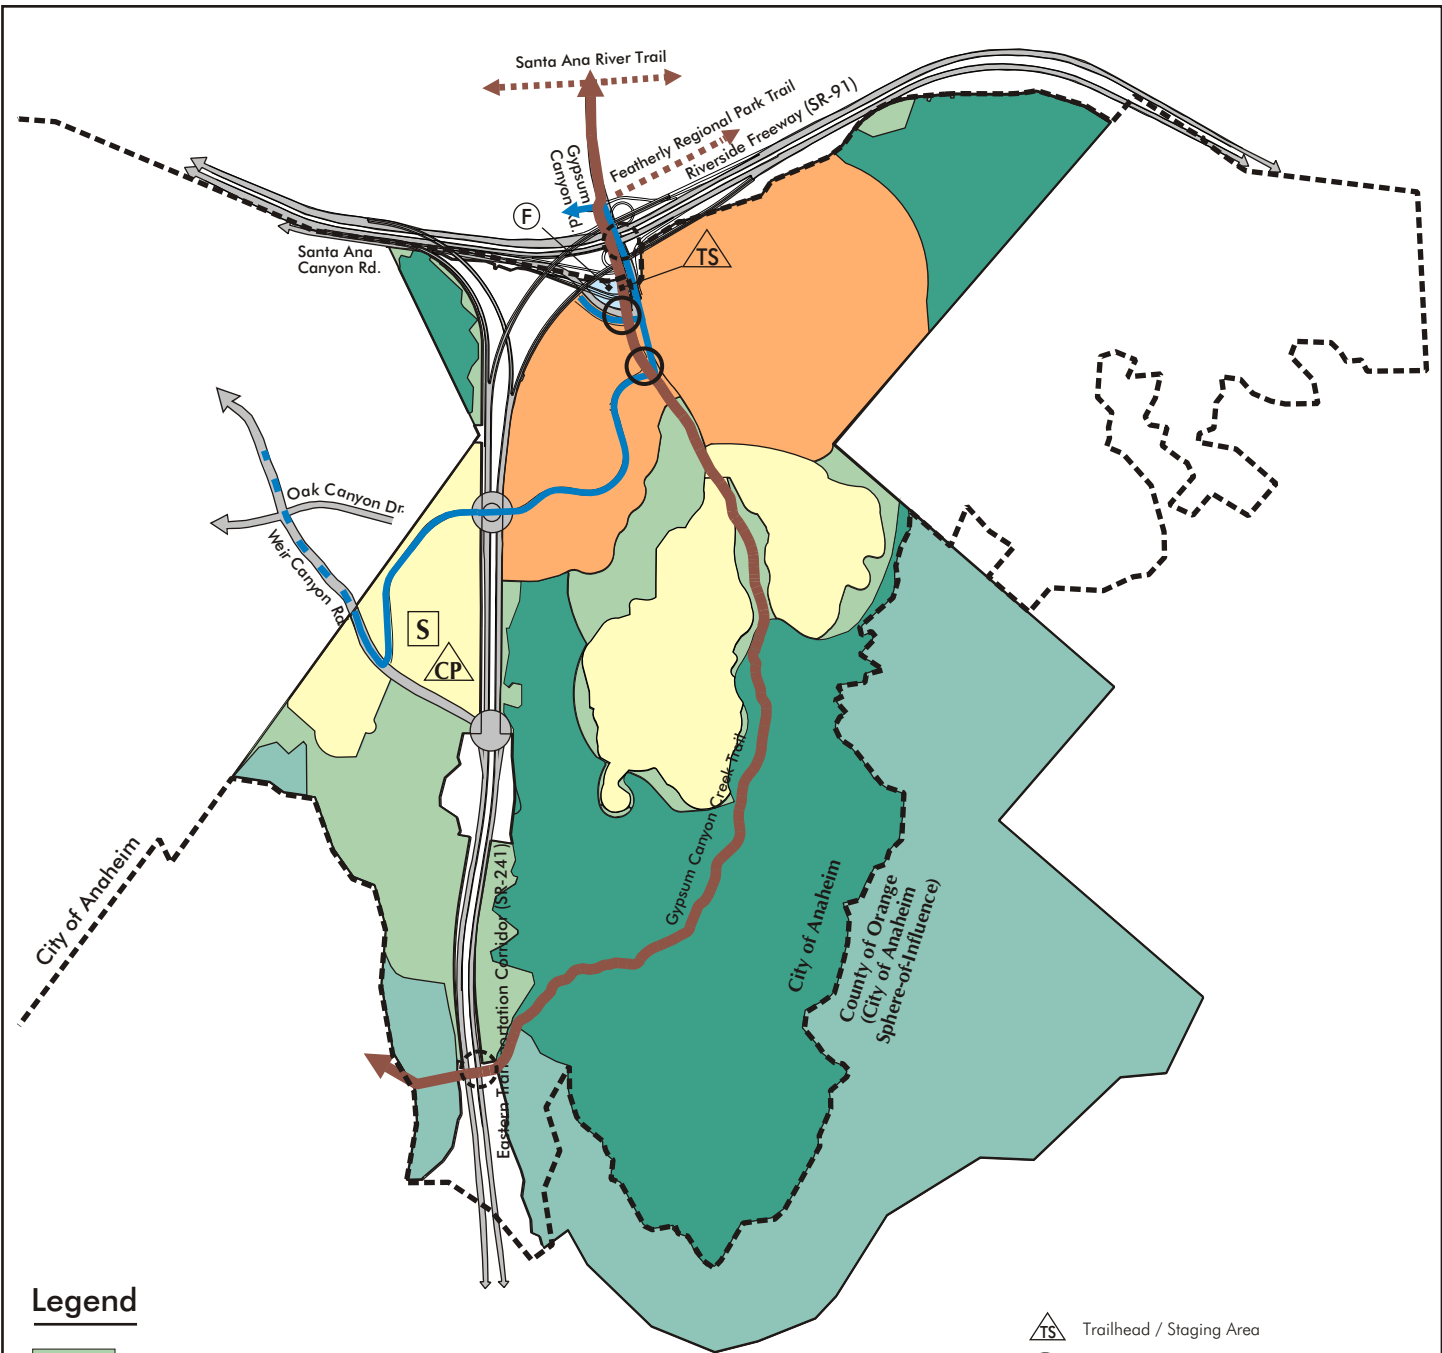 Santa Ana River Trail
Featherly Regional Park Trail
Riverside Freeway (SR-91)
Gypsum
Canyon Rd.
F
TS
Santa Ana
Canyon Rd.
Oak Canyon Dr.
Weir Canyon Rd.
S
CP
Gypsum Canyon Creek Trail
City of Anaheim
Eastern Transportation Corridor (SR-241)
City of Anaheim
County of Orange
(City of Anaheim
Sphere-of-Influence)
Legend
TS Trailhead / Staging Area